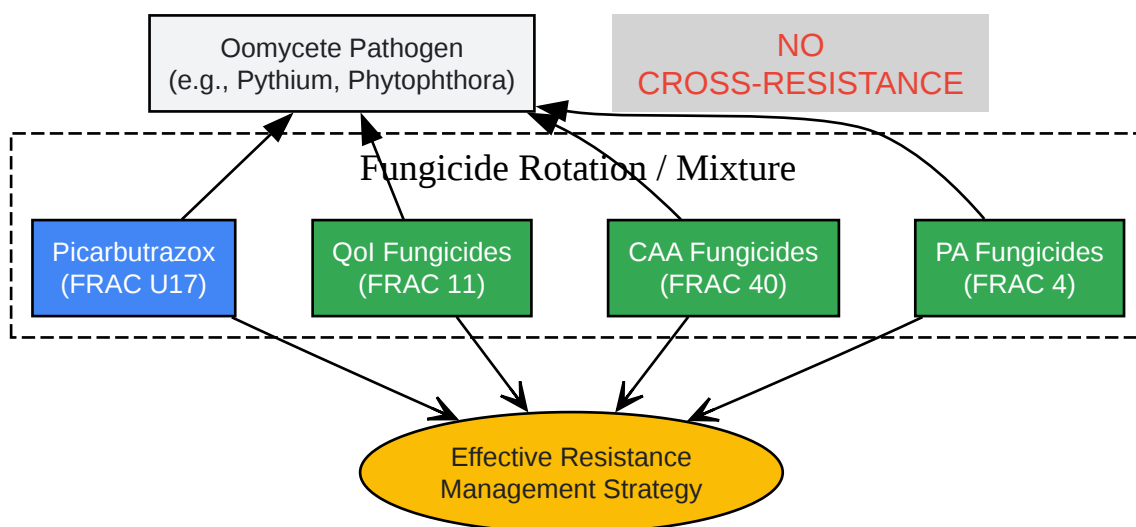 Oomycete Pathogen
(e.g., Pythium, Phytophthora)
NO
CROSS-RESISTANCE
Fungicide Rotation / Mixture
Picarbutrazox
(FRAC U17)
QoI Fungicides
(FRAC 11)
CAA Fungicides
(FRAC 40)
PA Fungicides
(FRAC 4)
Effective Resistance
Management Strategy